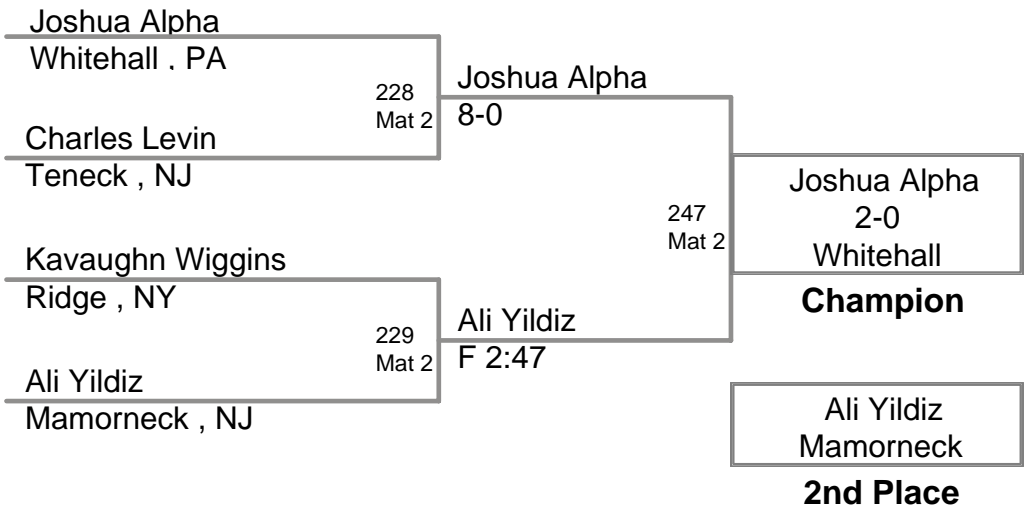 Joshua Alpha
Whitehall , PA
228
Mat 2
Joshua Alpha
8-0
Charles Levin
Teneck , NJ
Joshua Alpha
2-0
Whitehall
Champion
247
Mat 2
Kavaughn Wiggins
Ridge , NY
229
Mat 2
Ali Yildiz
F 2:47
Ali Yildiz
Mamorneck , NJ
Ali Yildiz
Mamorneck
2nd Place